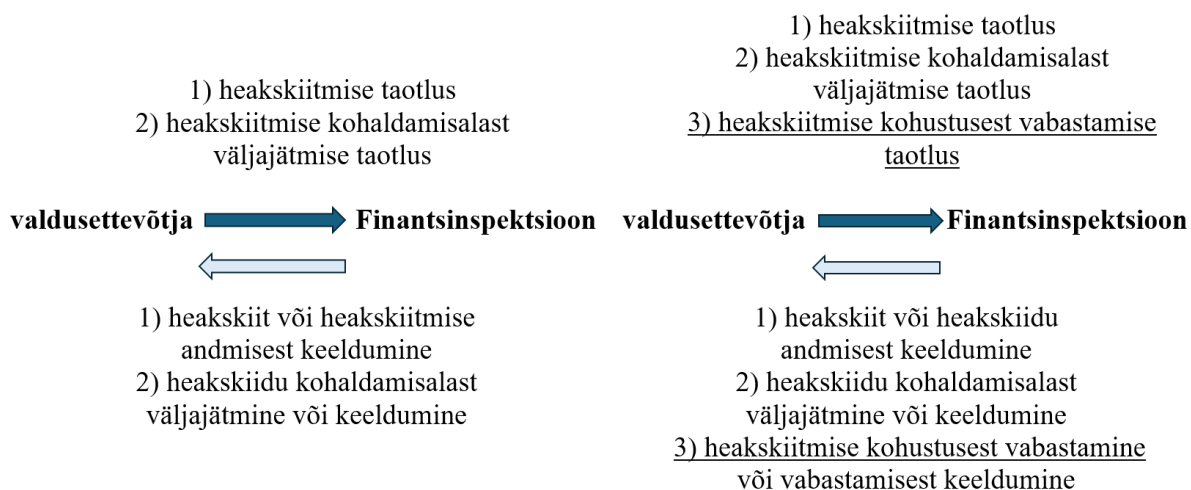 1) heakskiitmise taotlus
2) heakskiitmise kohaldamisalast
väljajätmise taotlus
valdusettevõtja
Finantsinspektsioon
1) heakskiit või heakskiitmise
andmisest keeldumine
2) heakskiidu kohaldamisalast
väljajätmine või keeldumine
1) heakskiitmise taotlus
2) heakskiitmise kohaldamisalast
väljajätmise taotlus
3) heakskiitmise kohustusest vabastamise
taotlus
valdusettevõtja
Finantsinspektsioon
1) heakskiit või heakskiidu
andmisest keeldumine
2) heakskiidu kohaldamisalast
väljajätmine või keeldumine
3) heakskiitmise kohustusest vabastamine
või vabastamisest keeldumine